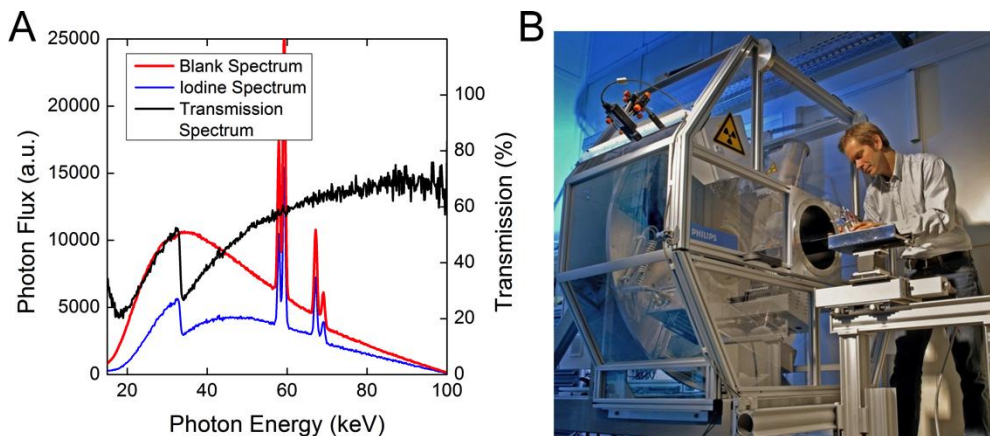 A
B
25000
20000
15000
10000
5000
0
Photon Flux (a.u.)
Blank Spectrum
Iodine Spectrum
Transmission
Spectrum
100
80
60
40
20
0
Transmission (%)
20 40 60 80 100
Photon Energy (keV)
PHILIPS